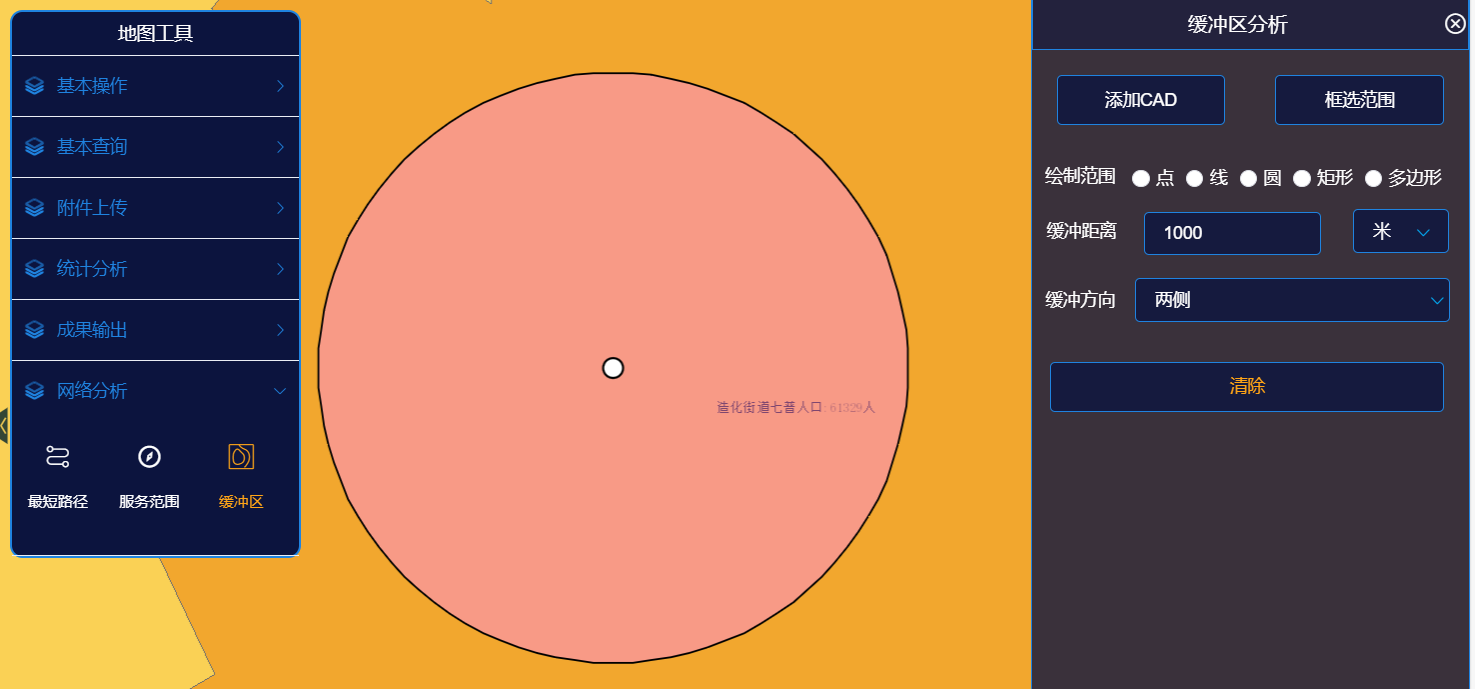 地图工具
基本操作
基本查询
附件上传
统计分析
成果输出
网络分析
最短路径 服务范围 缓冲区
造化街道七普人口:61329人
缓冲区分析
添加CAD 框选范围
绘制范围 点 线 圆 矩形 多边形
缓冲距离 1000 米
缓冲方向 两侧
清除